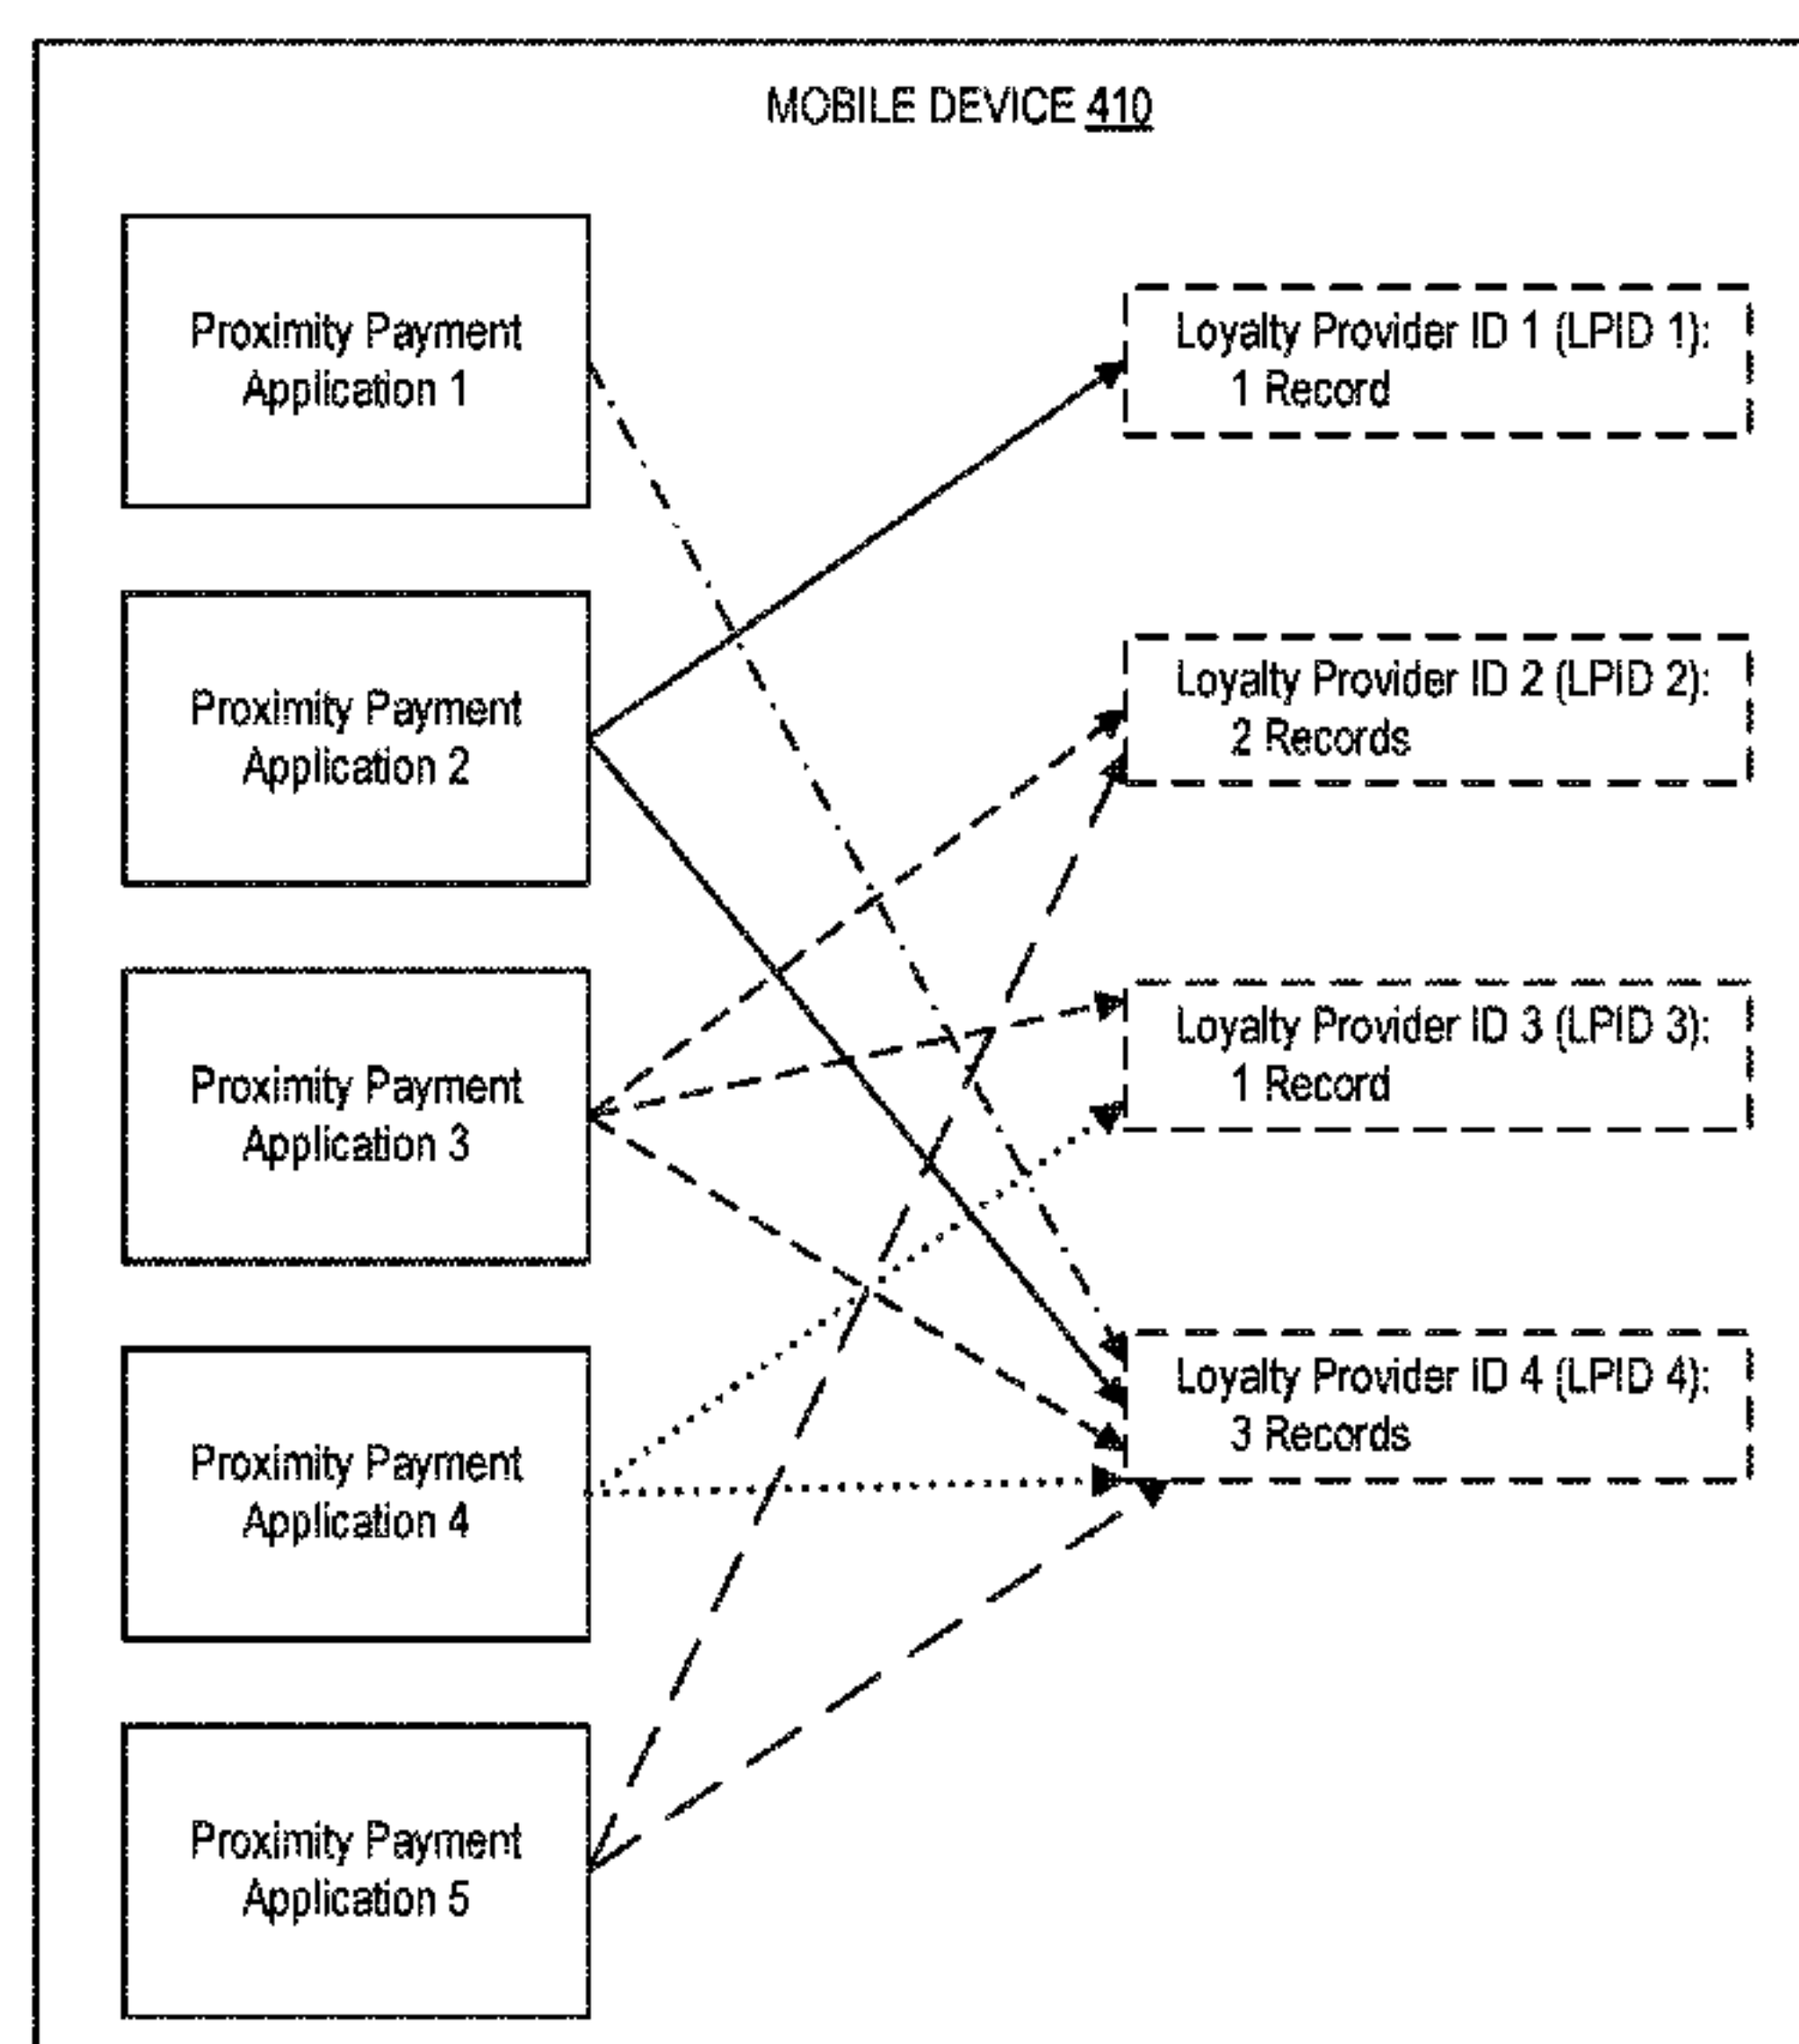 MOBILE DEVICE 410
Proximity Payment
Application 1
Loyalty Provider ID 1 (LPID 1):
1 Record
Proximity Payment
Application 2
Loyalty Provider ID 2 (LPID 2):
2 Records
Proximity Payment
Application 3
Loyalty Provider ID 3 (LPID 3):
1 Record
Proximity Payment
Application 4
Loyalty Provider ID 4 (LPID 4):
3 Records
Proximity Payment
Application 5